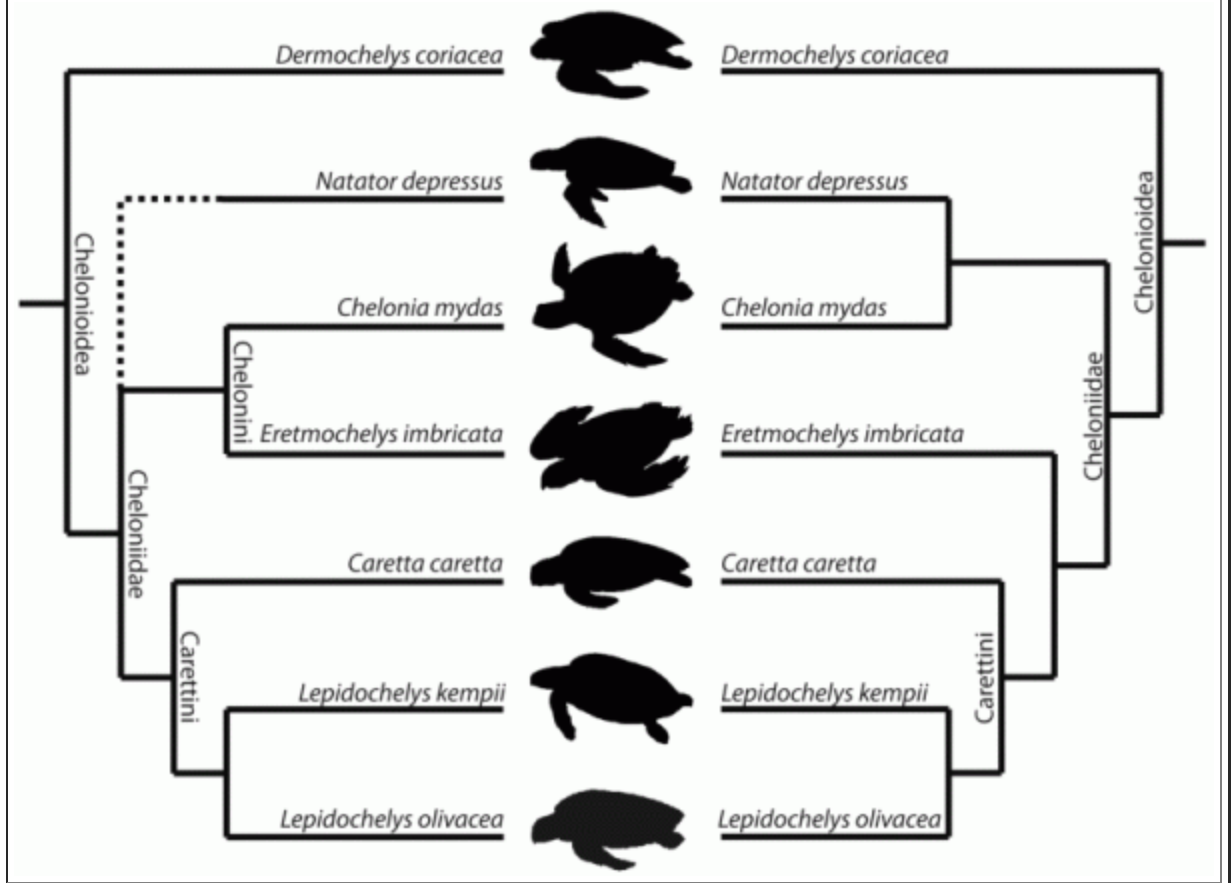 Dermochelys coriacea
Dermochelys coriacea
Natator depressus
Natator depressus
Chelonioidea
Chelonioidea
Chelonia mydas
Chelonia mydas
Chelonini
Cheloniidae
Eretmochelys imbricata
Eretmochelys imbricata
Cheloniidae
Caretta caretta
Caretta caretta
Carettini
Carettini
Lepidochelys kempii
Lepidochelys kempii
Lepidochelys olivacea
Lepidochelys olivacea